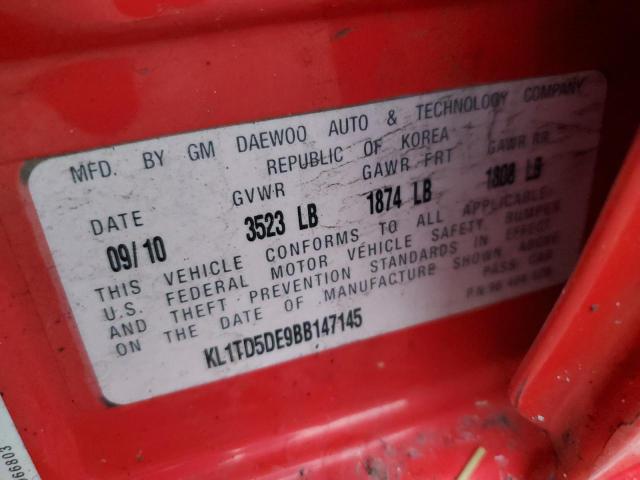 MFD. BY GM DAEWOO AUTO & TECHNOLOGY COMPANY
REPUBLIC OF KOREA
DATE GVWR GAWR FRT GAWR RR
09/10 3523 LB 1874 LB 1808 LB
THIS VEHICLE CONFORMS TO ALL APPLICABLE
U.S. FEDERAL MOTOR VEHICLE SAFETY, BUMPER
AND THEFT PREVENTION STANDARDS IN EFFECT
ON THE DATE OF MANUFACTURE SHOWN ABOVE
KL1TD5DE9BB147145 PASS. CAR
P/N 96
66803